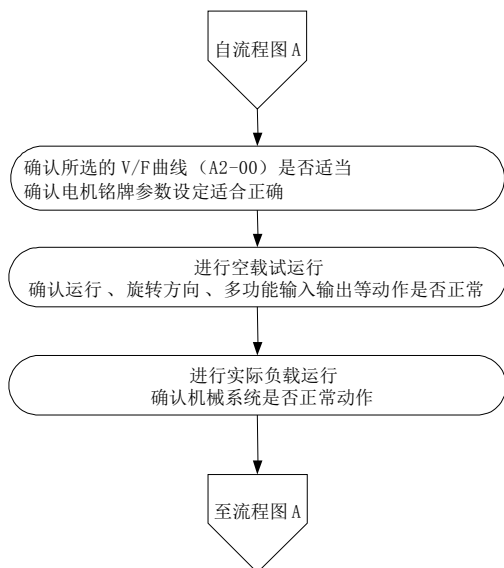 自流程图 A
确认所选的 V/F曲线（A2-00）是否适当
确认电机铭牌参数设定适合正确
进行空载试运行
确认运行、旋转方向、多功能输入输出等动作是否正常
进行实际负载运行
确认机械系统是否正常动作
至流程图 A